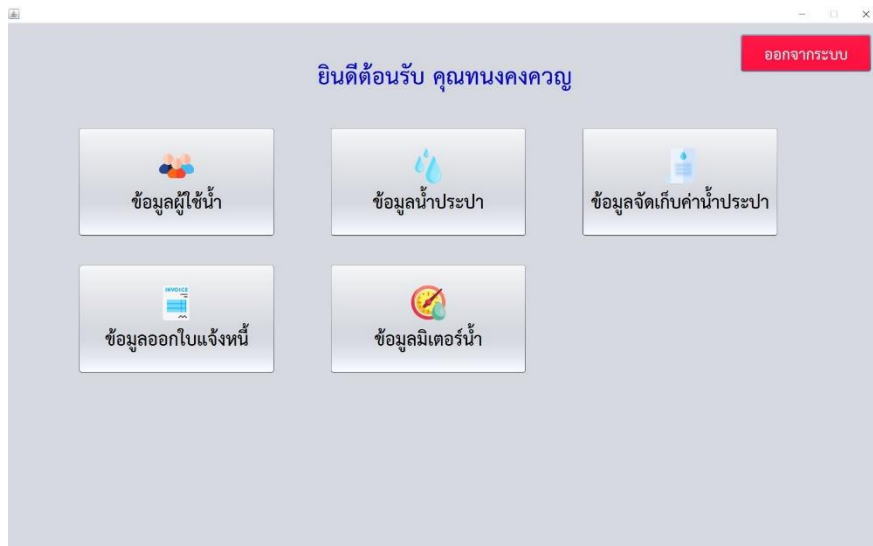 ออกจากระบบ
ยินดีต้อนรับ คุณทนงคงควญ
ข้อมูลผู้ใช้น้ำ
ข้อมูลน้ำประปา
ข้อมูลจัดเก็บค่าน้ำประปา
INVOICE
ข้อมูลออกใบแจ้งหนี้
ข้อมูลมิเตอร์น้ำ